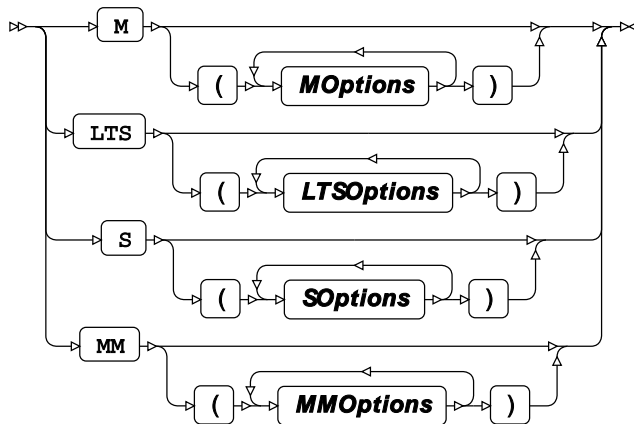 M
( MOptions )
LTS
( LTSOptions )
S
( SOptions )
MM
( MMOptions )